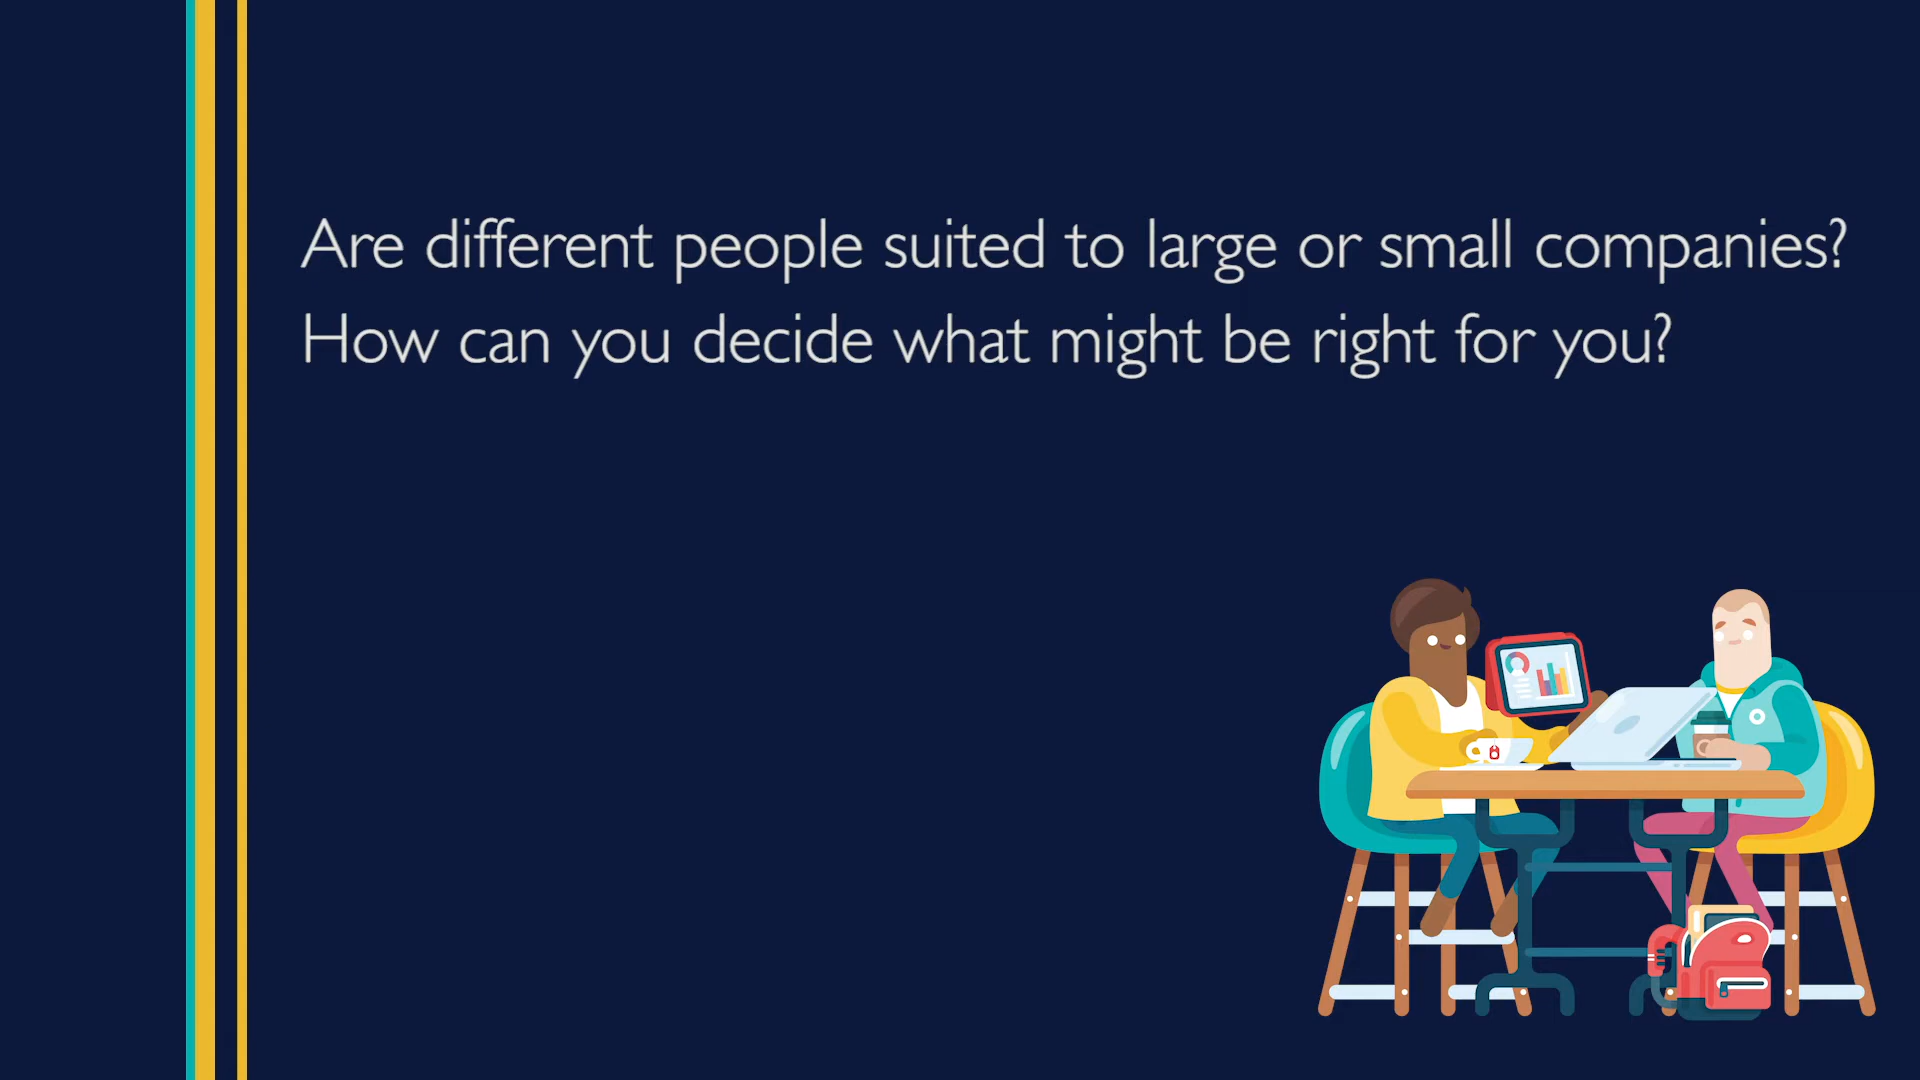 Are different people suited to large or small companies?
How can you decide what might be right for you?